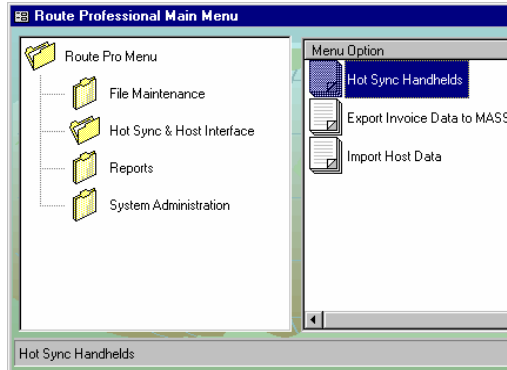 Route Professional Main Menu
Route Pro Menu
File Maintenance
Hot Sync & Host Interface
Reports
System Administration
Menu Option
Hot Sync Handhelds
Export Invoice Data to MAS9
Import Host Data
Hot Sync Handhelds